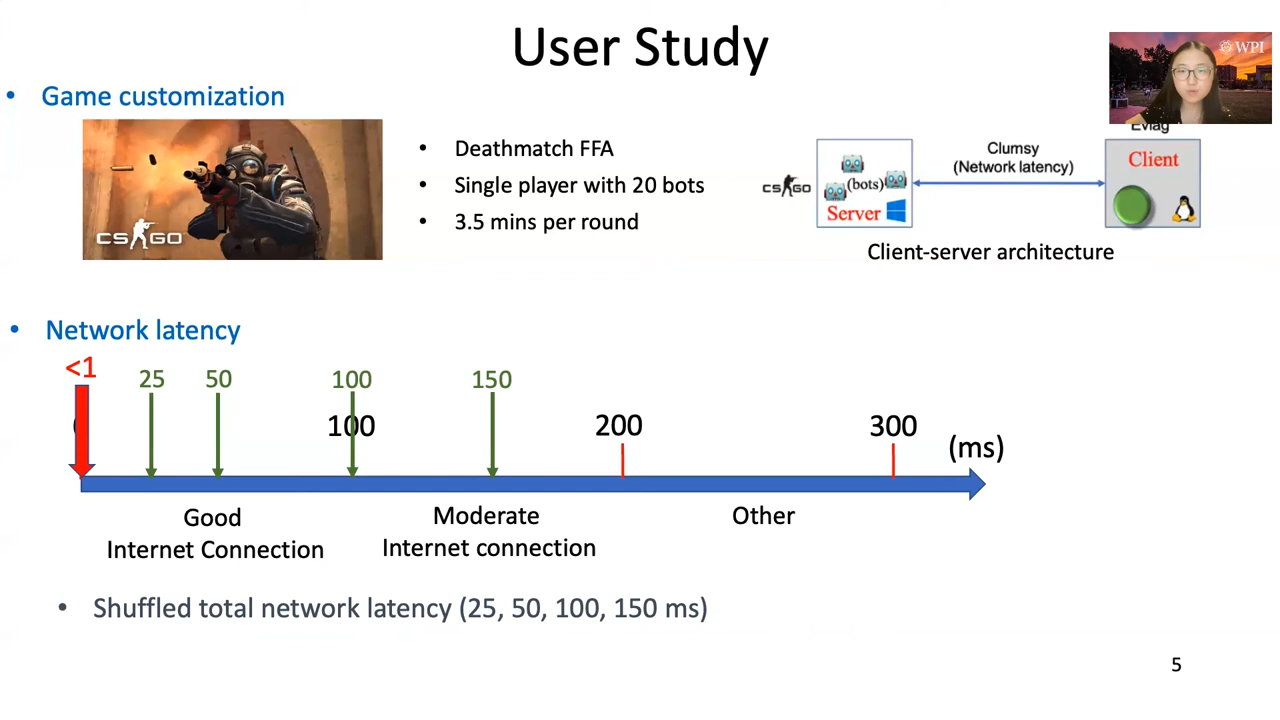 User Study
WPI
• Game customization
CS GO
• Deathmatch FFA
• Single player with 20 bots
• 3.5 mins per round
CS GO
(bots)
Server
Clumsy
(Network latency)
Evlag
Client
Client-server architecture
• Network latency
<1
25
50
100
150
100
200
300
(ms)
Good
Internet Connection
Moderate
Internet connection
Other
• Shuffled total network latency (25, 50, 100, 150 ms)
5